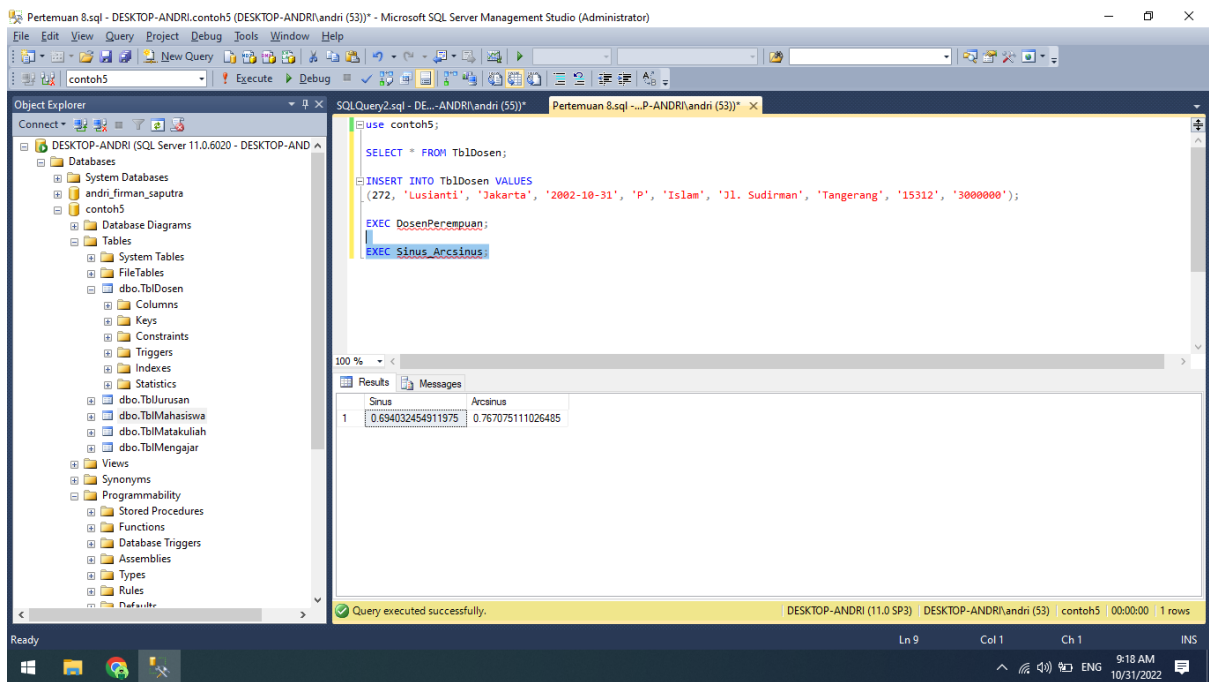 Pertemuan 8.sql - DESKTOP-ANDRI.contoh5 (DESKTOP-ANDRI\andri (53))* - Microsoft SQL Server Management Studio (Administrator)
File Edit View Query Project Debug Tools Window Help
New Query
contoh5 Execute Debug
Object Explorer
SQLQuery2.sql - DE...-ANDRI\andri (55))* Pertemuan 8.sql -...P-ANDRI\andri (53))*
Connect
DESKTOP-ANDRI (SQL Server 11.0.6020 - DESKTOP-AND
Databases
System Databases
andri_firman_saputra
contoh5
Database Diagrams
Tables
System Tables
FileTables
dbo.TblDosen
Columns
Keys
Constraints
Triggers
Indexes
Statistics
dbo.TblJurusan
dbo.TblMahasiswa
dbo.TblMatakuliah
dbo.TblMengajar
Views
Synonyms
Programmability
Stored Procedures
Functions
Database Triggers
Assemblies
Types
Rules
Defaults
use contoh5;
SELECT * FROM TblDosen;
INSERT INTO TblDosen VALUES
(272, 'Lusianti', 'Jakarta', '2002-10-31', 'P', 'Islam', 'Jl. Sudirman', 'Tangerang', '15312', '3000000');
EXEC DosenPerempuan;
EXEC Sinus_Arcsinus;
100 %
Results Messages
Sinus Arcsinus
1 0.694032454911975 0.767075111026485
Query executed successfully. DESKTOP-ANDRI (11.0 SP3) DESKTOP-ANDRI\andri (53) contoh5 00:00:00 1 rows
Ready Ln 9 Col 1 Ch 1 INS
ENG 9:18 AM
10/31/2022